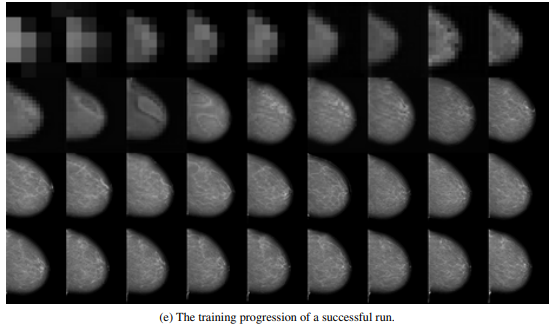 (e) The training progression of a successful run.